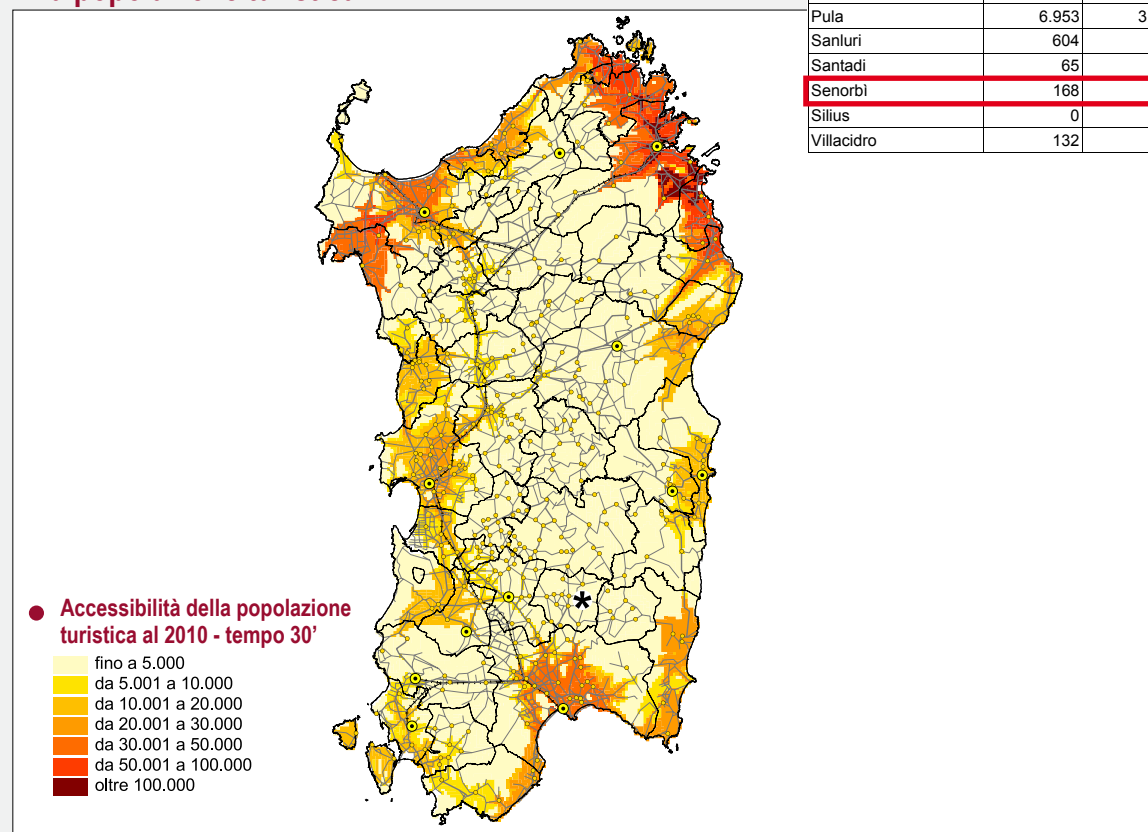 Pula 6.953 3
Sanluri 604
Santadi 65
Senorbì 168
Silius 0
Villacidro 132
*
● Accessibilità della popolazione
turistica al 2010 - tempo 30’
fino a 5.000
da 5.001 a 10.000
da 10.001 a 20.000
da 20.001 a 30.000
da 30.001 a 50.000
da 50.001 a 100.000
oltre 100.000